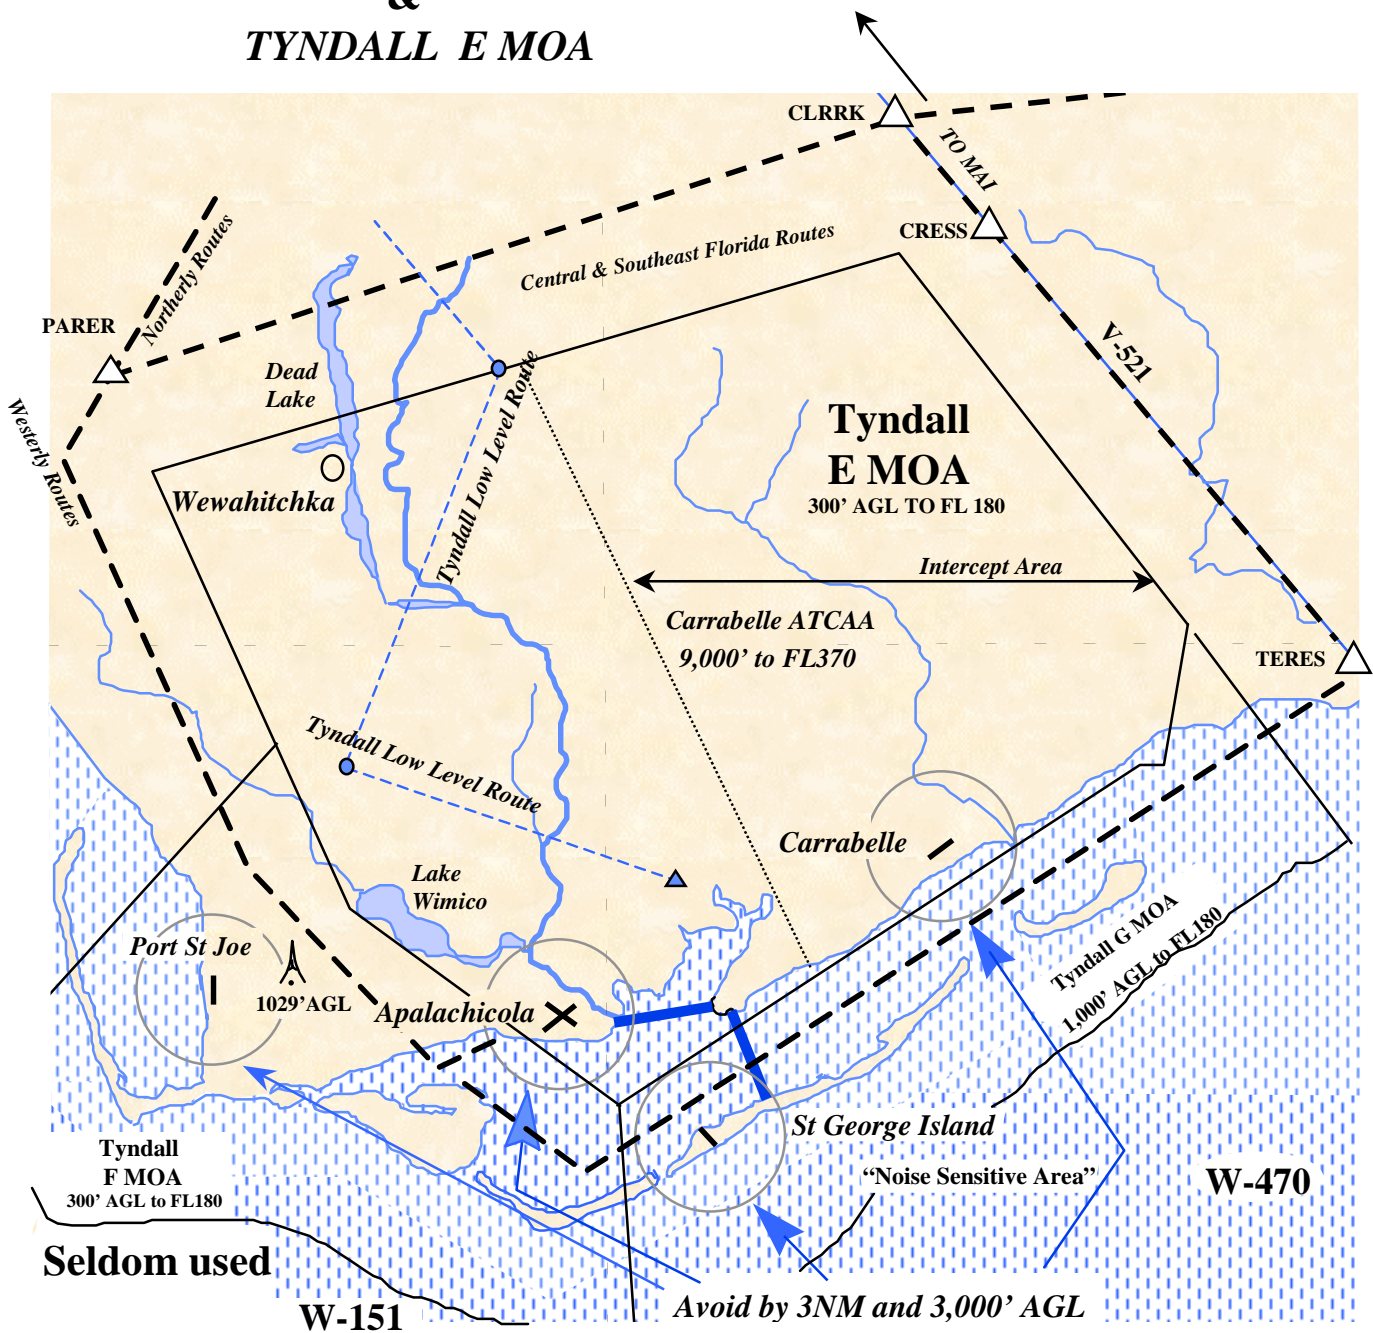 &
TYNDALL E MOA
CLRRK
TO MAI
CRESS
Northerly Routes
Central & Southeast Florida Routes
PARER
V-521
Dead
Lake
Tyndall Low Level Route
Westerly Routes
Tyndall
E MOA
300’ AGL TO FL 180
Wewahitchka
Intercept Area
Carrabelle ATCAA
9,000’ to FL370
TERES
Tyndall Low Level Route
Carrabelle
Lake
Wimico
Port St Joe
1029’AGL
Apalachicola
Tyndall G MOA
1,000’ AGL to FL180
St George Island
“Noise Sensitive Area”
W-470
Tyndall
F MOA
300’ AGL to FL180
Seldom used
W-151
Avoid by 3NM and 3,000’ AGL